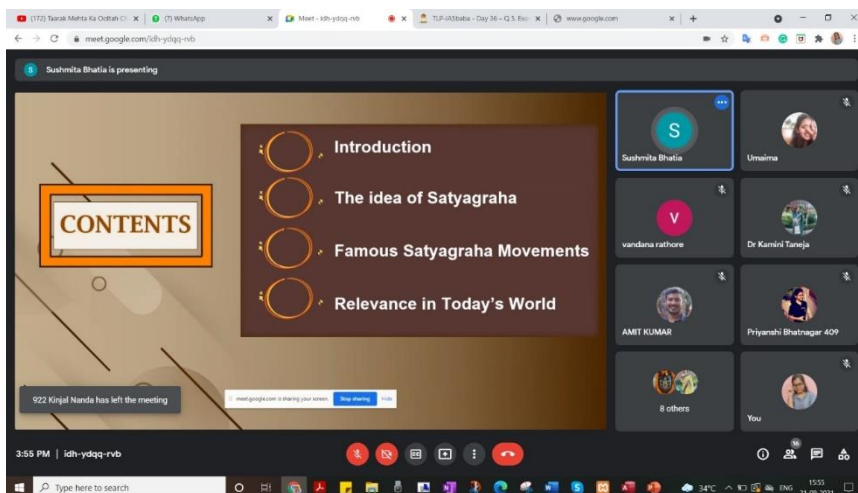 (172) Taarak Mehta Ka Ooltah Ch
(7) WhatsApp
Meet - idh-ydqq-rvb
TLP-IASbaba - Day 36 - Q 5. Exc
www.google.com
meet.google.com/idh-ydqq-rvb
S Sushmita Bhatia is presenting
CONTENTS
Introduction
The idea of Satyagraha
Famous Satyagraha Movements
Relevance in Today's World
922 Kinjal Nanda has left the meeting
meet.google.com is sharing your screen.
Stop sharing
Hide
S
Sushmita Bhatia
Umaima
V
vandana rathore
Dr Kamini Taneja
AMIT KUMAR
Priyanshi Bhatnagar 409
8 others
You
3:55 PM | idh-ydqq-rvb
16
Type here to search
34°C
ENG
15:55